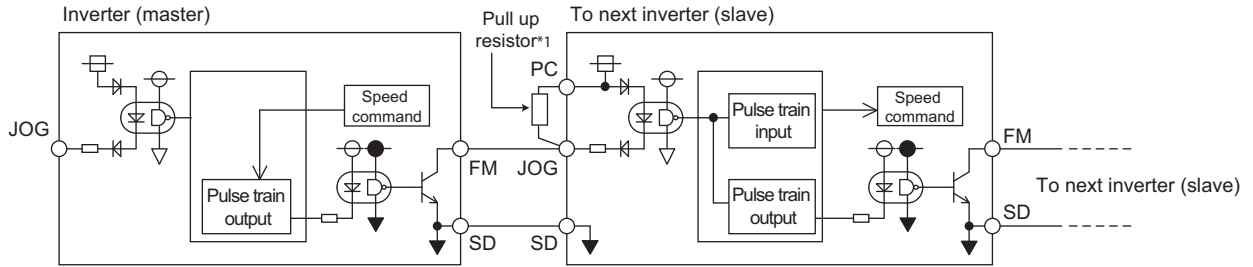 Inverter (master)
Pull up
resistor*1
To next inverter (slave)
PC
JOG
Speed
command
Pulse train
output
FM
SD
JOG
SD
Pulse train
input
Pulse train
output
Speed
command
FM
SD
To next inverter (slave)